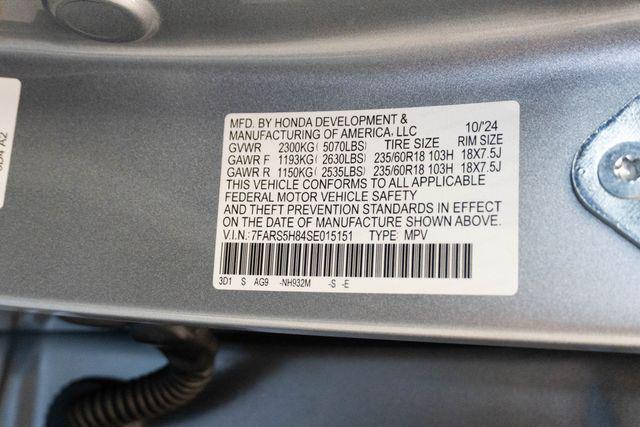 MFD. BY HONDA DEVELOPMENT &
MANUFACTURING OF AMERICA, LLC 10/'24
GVWR 2300KG( 5070LBS) TIRE SIZE RIM SIZE
GAWR F 1193KG( 2630LBS) 235/60R18 103H 18X7.5J
GAWR R 1150KG( 2535LBS) 235/60R18 103H 18X7.5J
THIS VEHICLE CONFORMS TO ALL APPLICABLE
FEDERAL MOTOR VEHICLE SAFETY
AND THEFT PREVENTION STANDARDS IN EFFECT
ON THE DATE OF MANUFACTURE SHOWN ABOVE.
V.I.N.: 7FARS5H84SE015151 TYPE: MPV
3D1 S AG9 -NH932M -S -E